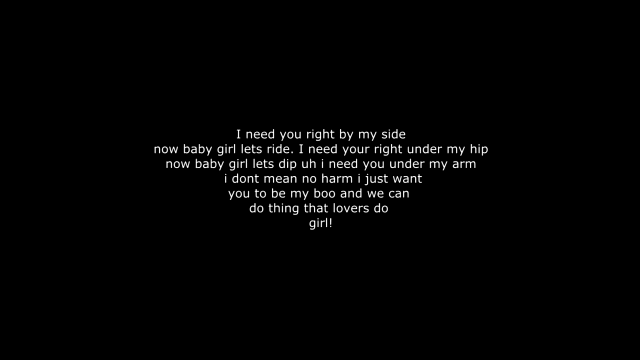 I need you right by my side
now baby girl lets ride. I need your right under my hip
now baby girl lets dip uh i need you under my arm
i dont mean no harm i just want
you to be my boo and we can
do thing that lovers do
girl!